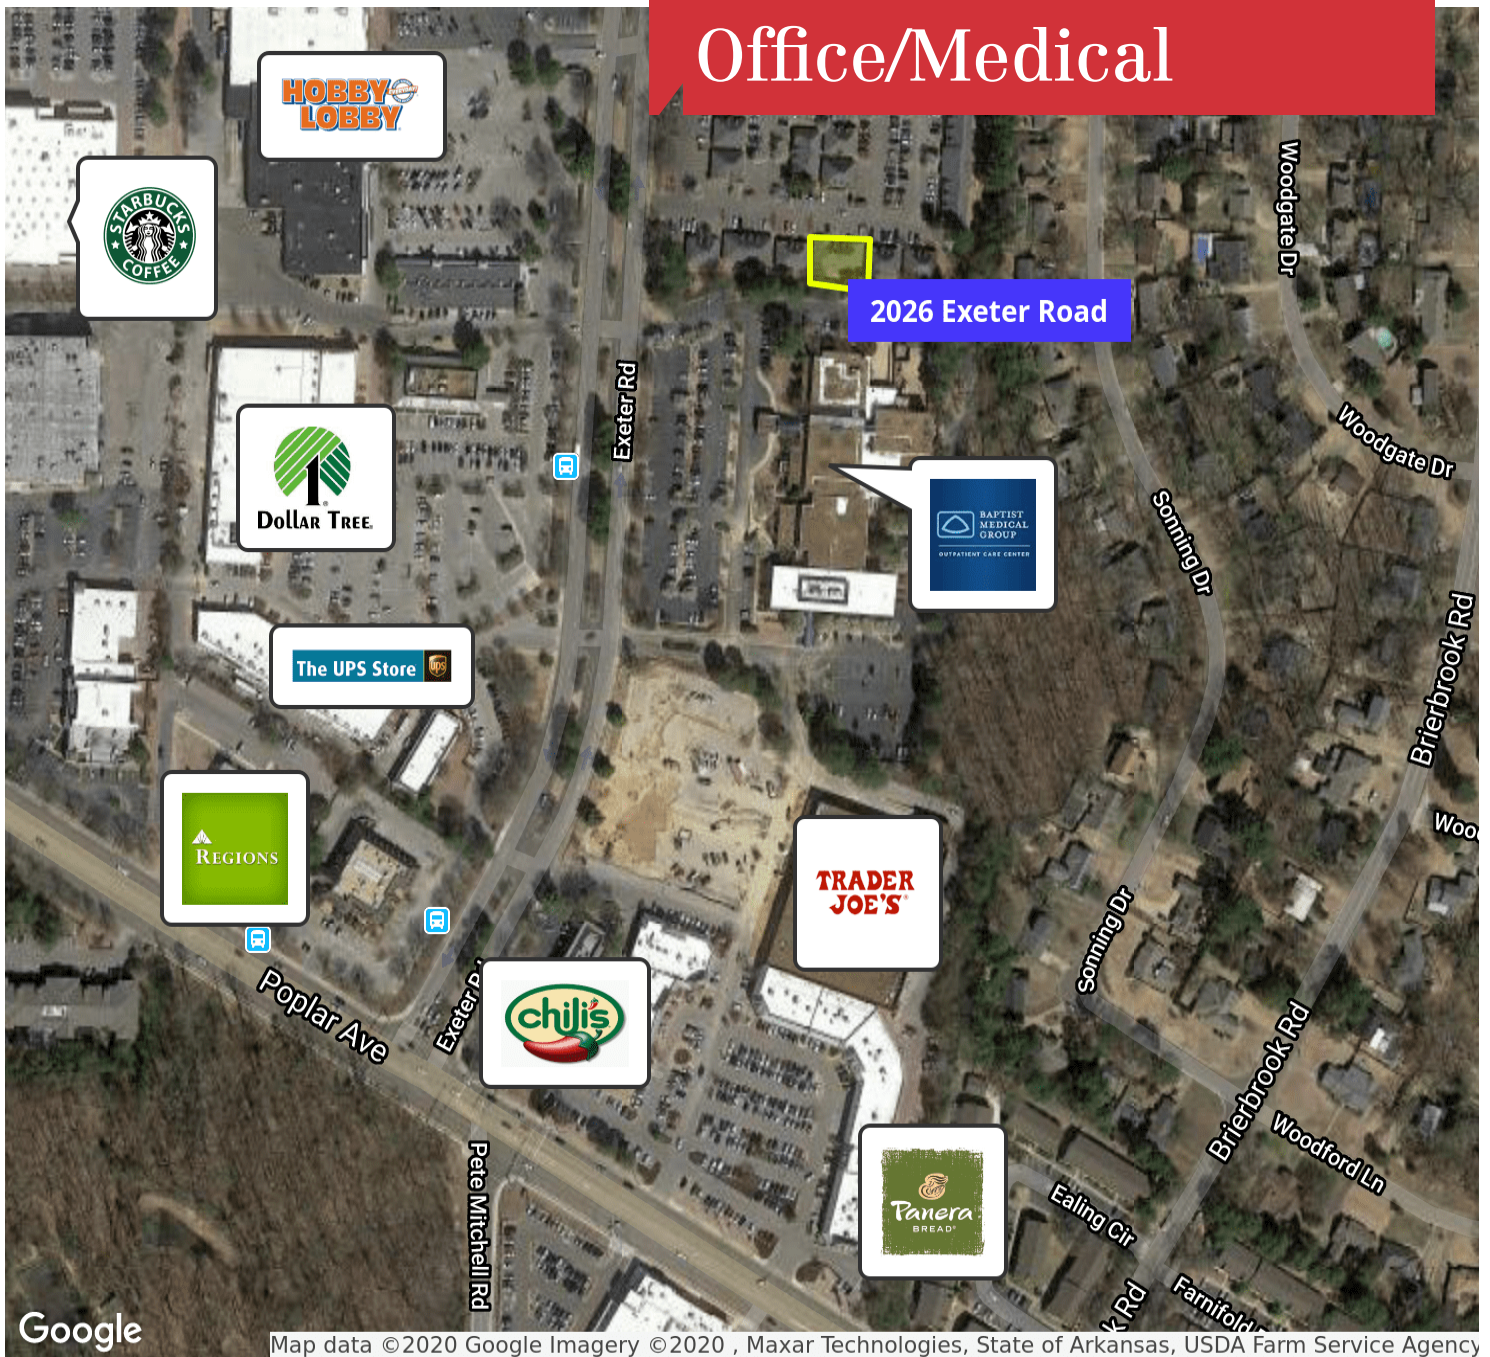 Office/Medical
HOBBY
LOBBY
STARBUCKS
COFFEE
Woodgate Dr
2026 Exeter Road
Exeter Rd
DOLLAR TREE
Woodgate Dr
BAPTIST
MEDICAL
GROUP
OUTPATIENT CARE CENTER
Sonning Dr
The UPS Store
ups
Brierbrook Rd
REGIONS
TRADER
JOE'S
Sonning Dr
Poplar Ave
Exeter
chili's
Brierbrook Rd
Woodford Ln
Pete Mitchell Rd
Panera
BREAD
Ealing Cir
Rd
Farnifold
Google
Map data ©2020 Google Imagery ©2020 , Maxar Technologies, State of Arkansas, USDA Farm Service Agency